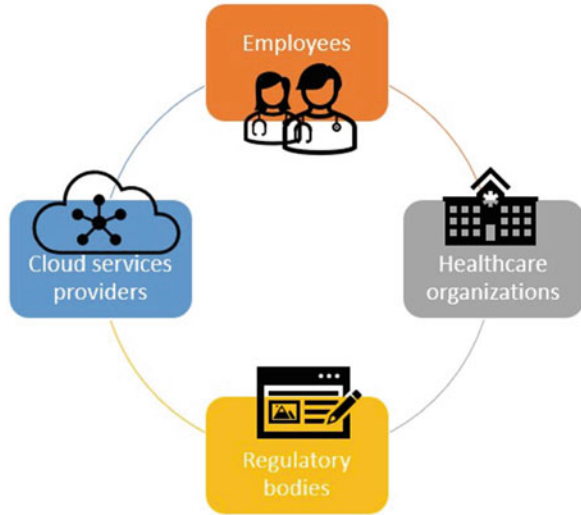 Employees
Cloud services
providers
Healthcare
organizations
Regulatory
bodies